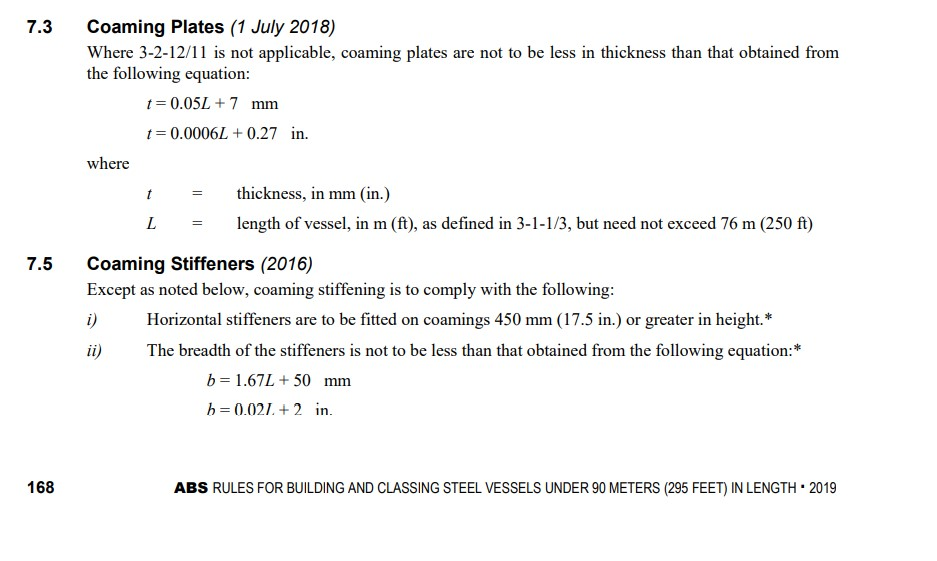 7.3 Coaming Plates (1 July 2018)
Where 3-2-12/11 is not applicable, coaming plates are not to be less in thickness than that obtained from
the following equation:
t = 0.05L + 7 mm
t = 0.0006L + 0.27 in.
where
t = thickness, in mm (in.)
L = length of vessel, in m (ft), as defined in 3-1-1/3, but need not exceed 76 m (250 ft)
7.5 Coaming Stiffeners (2016)
Except as noted below, coaming stiffening is to comply with the following:
i) Horizontal stiffeners are to be fitted on coamings 450 mm (17.5 in.) or greater in height.*
ii) The breadth of the stiffeners is not to be less than that obtained from the following equation:*
b = 1.67L + 50 mm
b = 0.02L + 2 in.
168 ABS RULES FOR BUILDING AND CLASSING STEEL VESSELS UNDER 90 METERS (295 FEET) IN LENGTH • 2019